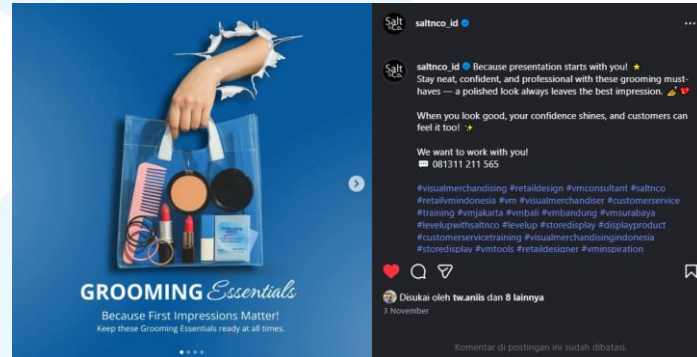 GROOMING Essentials
Because First Impressions Matter!
Keep these Grooming Essentials ready at all times.
Salt
&Co.
saltnco_id
Salt
&Co.
saltnco_id Because presentation starts with you! ⭐
Stay neat, confident, and professional with these grooming must-
haves — a polished look always leaves the best impression. 💅💖
When you look good, your confidence shines, and customers can
feel it too! ✨
We want to work with you!
💬 081311 211 565
#visualmerchandising #retaildesign #vmconsultant #saltnco
#retailvmindonesia #vm #visualmerchandiser #customerservice
#training #vmjakarta #vmbali #vmbandung #vmsurabaya
#levelupwithsaltnco #levelup #storedisplay #displayproduct
#customerservicetraining #visualmerchandisingindonesia
#storedisplay #vmtools #retaildesigner #vminspiration
Disukai oleh tw.aniis dan 8 lainnya
3 November
Komentar di postingan ini sudah dibatasi.